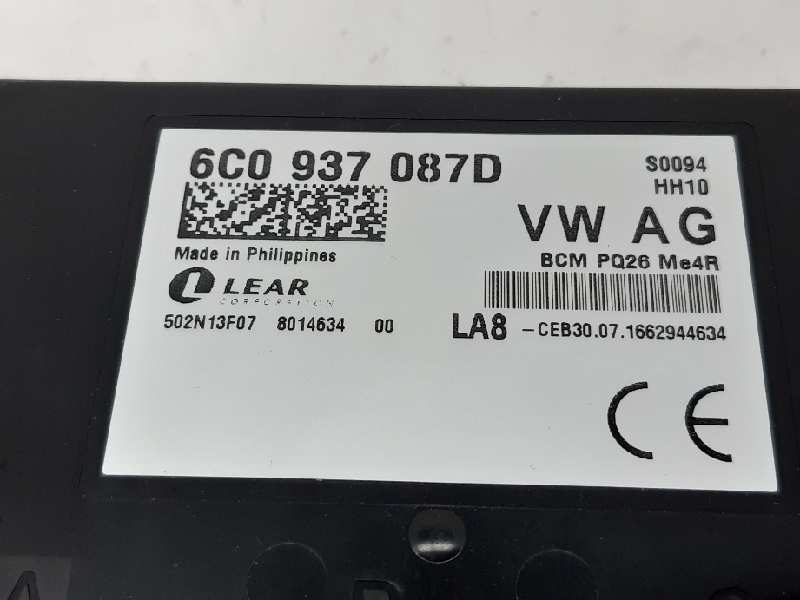 6C0 937 087D
S0094
HH10
VW AG
BCM PQ26 Me4R
Made in Philippines
LEAR
CORPORATION
502N13F07 8014634 00
LA8 -CEB30.07.1662944634
CE